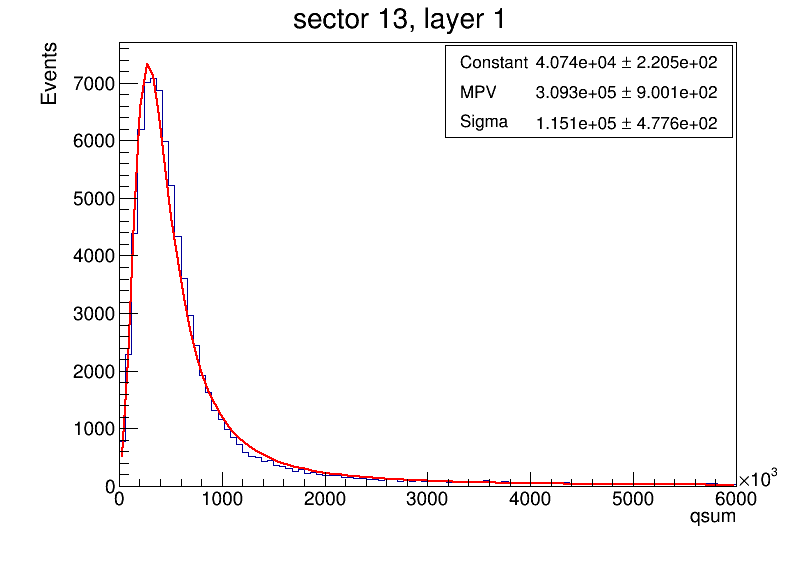 sector 13, layer 1
Events
Constant 4.074e+04 ± 2.205e+02
MPV 3.093e+05 ± 9.001e+02
Sigma 1.151e+05 ± 4.776e+02
7000
6000
5000
4000
3000
2000
1000
0
0 1000 2000 3000 4000 5000 6000
×10³
qsum